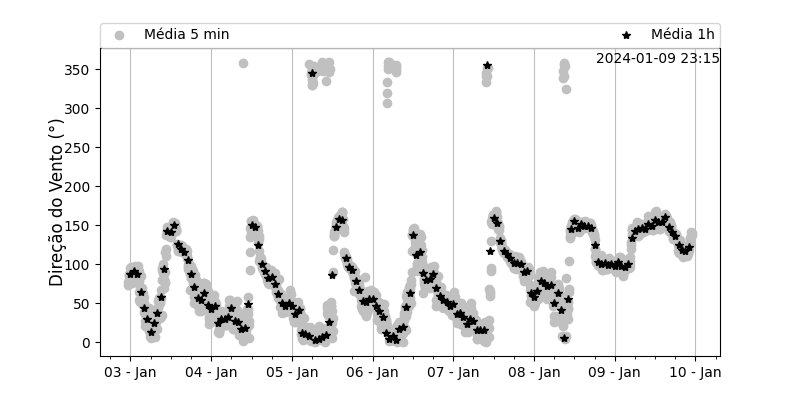 Média 5 min
Média 1h
2024-01-09 23:15
Direção do Vento (°)
350
300
250
200
150
100
50
0
03 - Jan
04 - Jan
05 - Jan
06 - Jan
07 - Jan
08 - Jan
09 - Jan
10 - Jan